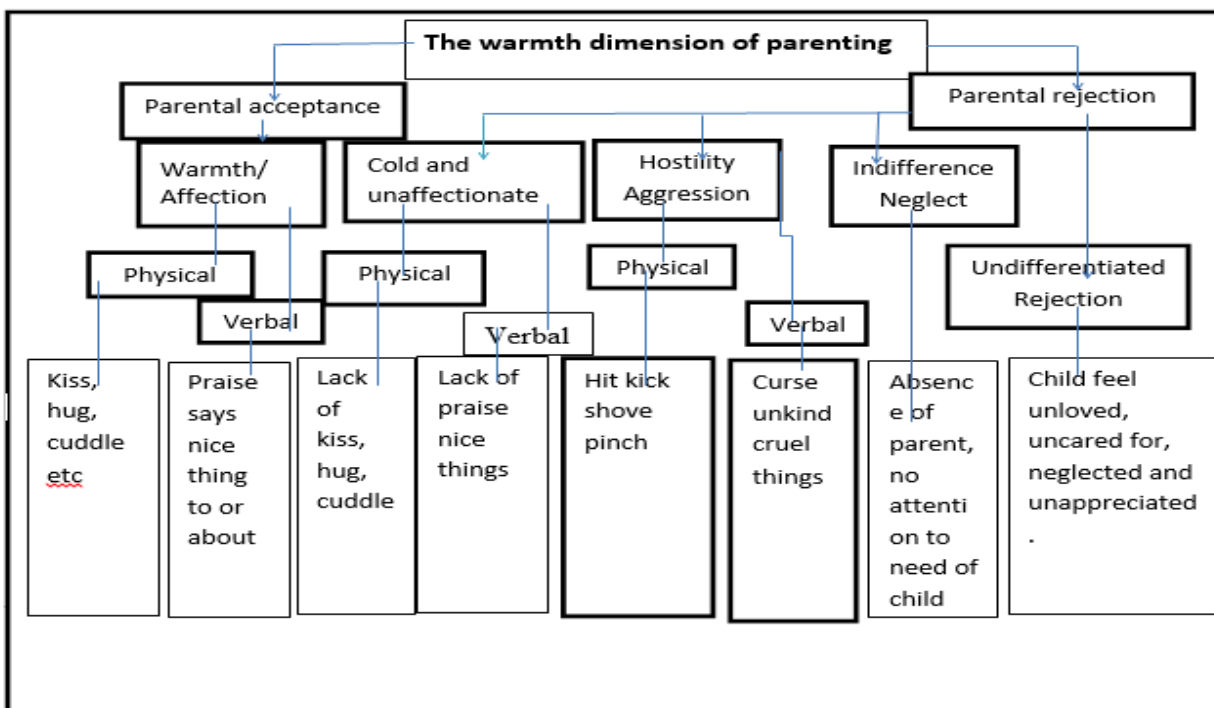 The warmth dimension of parenting
Parental acceptance
Parental rejection
Warmth/
Affection
Cold and
unaffectionate
Hostility
Aggression
Indifference
Neglect
Physical
Physical
Physical
Undifferentiated
Rejection
Verbal
Verbal
Verbal
Kiss,
hug,
cuddle
etc
Praise
says
nice
thing
to or
about
Lack
of
kiss,
hug,
cuddle
Lack of
praise
nice
things
Hit kick
shove
pinch
Curse
unkind
cruel
things
Absenc
e of
parent,
no
attenti
on to
need of
child
Child feel
unloved,
uncared for,
neglected and
unappreciated
.